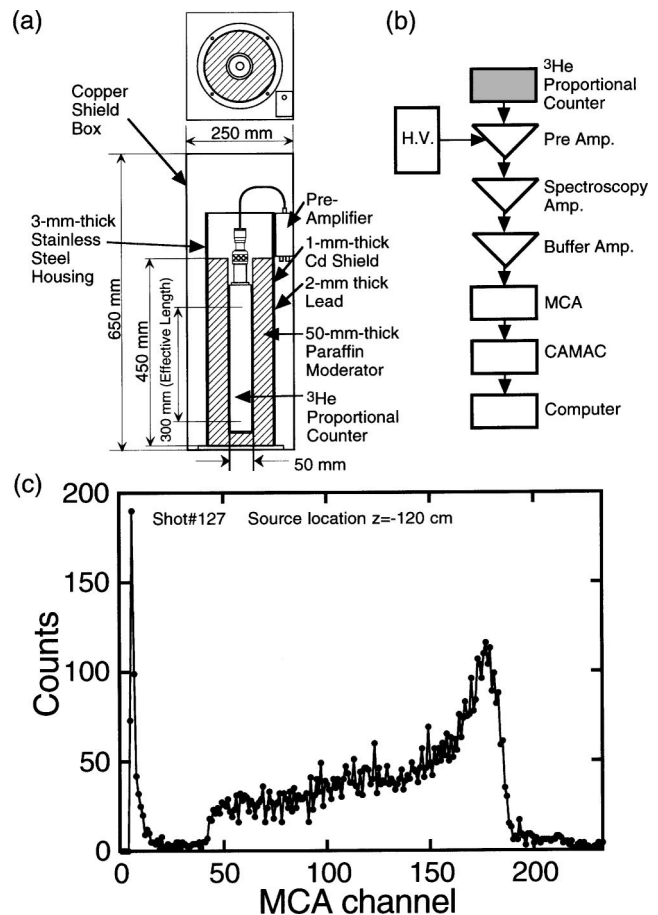 (a)
Copper
Shield
Box
250 mm
3-mm-thick
Stainless
Steel
Housing
650 mm
450 mm
300 mm (Effective Length)
Pre-
Amplifier
1-mm-thick
Cd Shield
2-mm thick
Lead
50-mm-thick
Paraffin
Moderator
³He
Proportional
Counter
50 mm
(b)
³He
Proportional
Counter
H.V.
Pre Amp.
Spectroscopy
Amp.
Buffer Amp.
MCA
CAMAC
Computer
(c)
Shot#127 Source location z=-120 cm
Counts
200
150
100
50
0
0 50 100 150 200
MCA channel